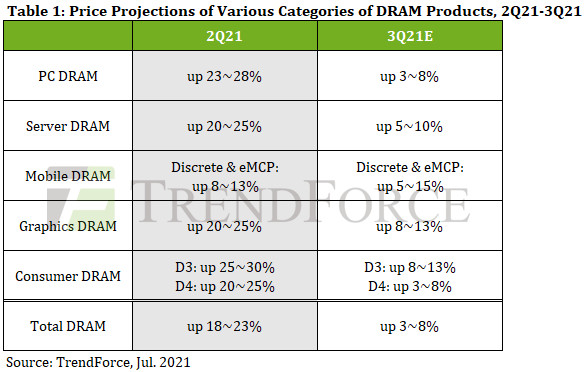 Table 1: Price Projections of Various Categories of DRAM Products, 2Q21-3Q21
2Q21 3Q21E
PC DRAM up 23~28% up 3~8%
Server DRAM up 20~25% up 5~10%
Mobile DRAM Discrete & eMCP: up 8~13% Discrete & eMCP: up 5~15%
TRENDFORCE
Graphics DRAM up 20~25% up 8~13%
Consumer DRAM D3: up 25~30% D4: up 20~25% D3: up 8~13% D4: up 3~8%
Total DRAM up 18~23% up 3~8%
Source: TrendForce, Jul. 2021